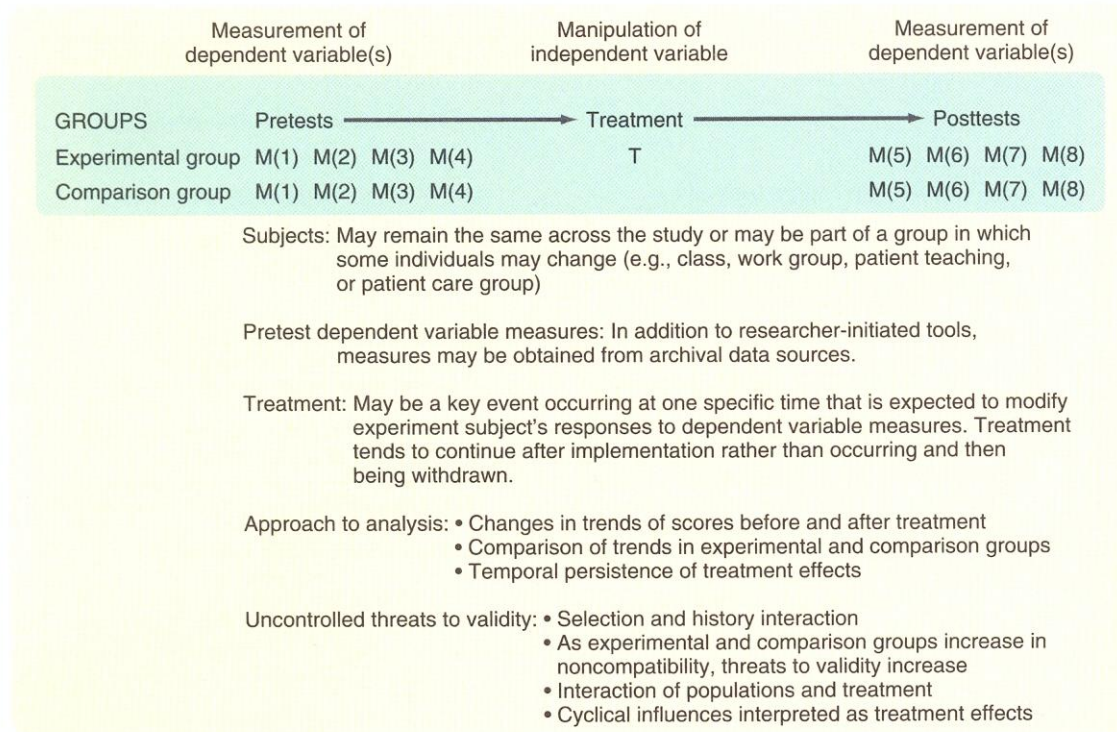 Measurement of dependent variable(s)
Manipulation of independent variable
Measurement of dependent variable(s)
GROUPS Pretests Treatment Posttests
Experimental group M(1) M(2) M(3) M(4) T M(5) M(6) M(7) M(8)
Comparison group M(1) M(2) M(3) M(4) M(5) M(6) M(7) M(8)
Subjects: May remain the same across the study or may be part of a group in which
some individuals may change (e.g., class, work group, patient teaching,
or patient care group)
Pretest dependent variable measures: In addition to researcher-initiated tools,
measures may be obtained from archival data sources.
Treatment: May be a key event occurring at one specific time that is expected to modify
experiment subject's responses to dependent variable measures. Treatment
tends to continue after implementation rather than occurring and then
being withdrawn.
Approach to analysis: • Changes in trends of scores before and after treatment
• Comparison of trends in experimental and comparison groups
• Temporal persistence of treatment effects
Uncontrolled threats to validity: • Selection and history interaction
• As experimental and comparison groups increase in
noncompatibility, threats to validity increase
• Interaction of populations and treatment
• Cyclical influences interpreted as treatment effects